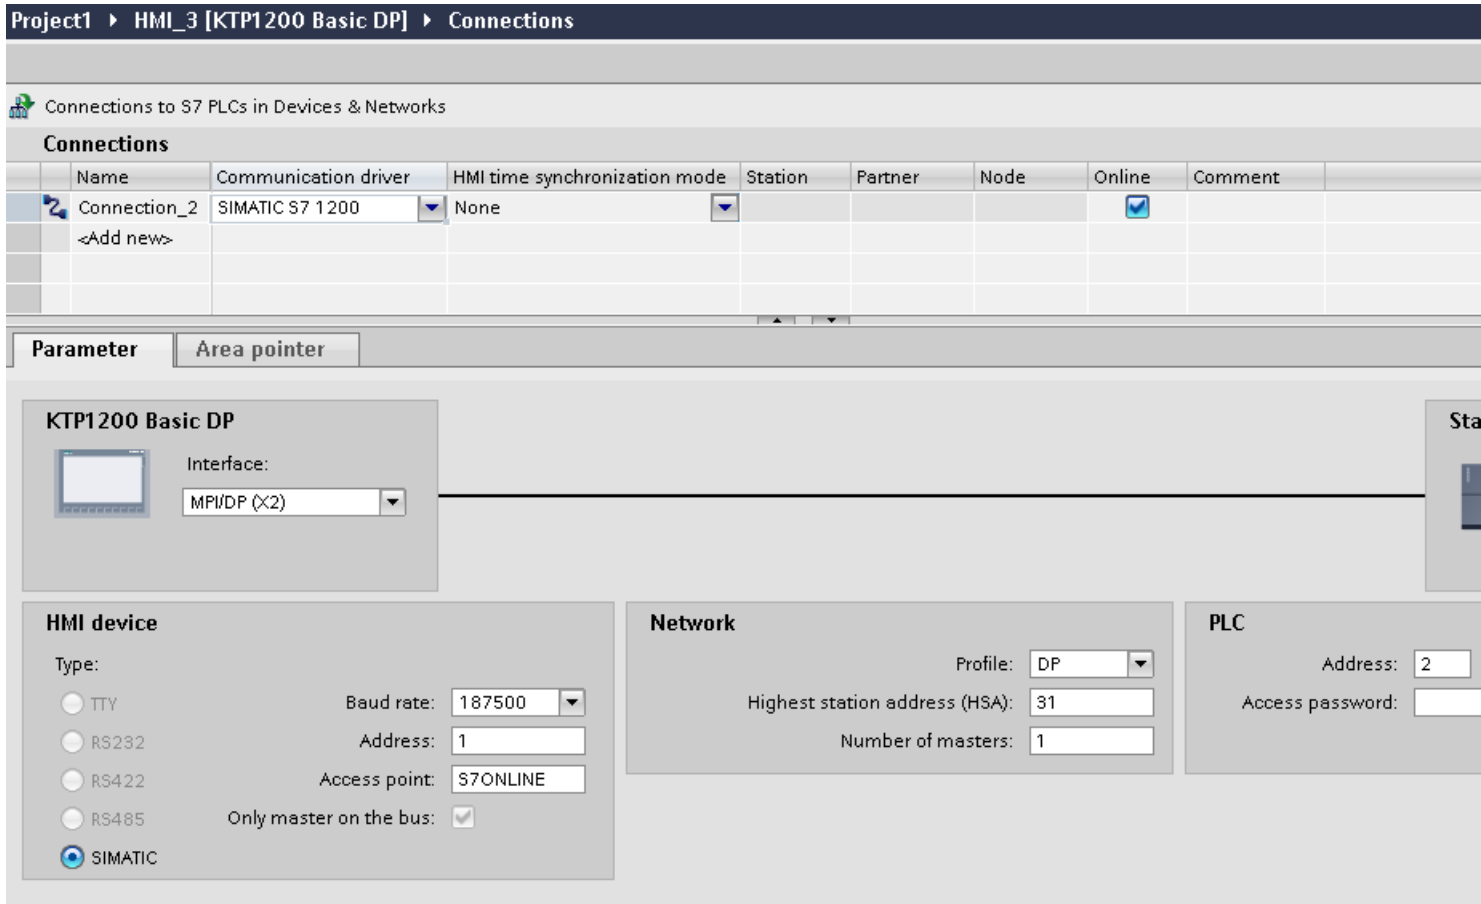 Project1 ▸ HMI_3 [KTP1200 Basic DP] ▸ Connections
Connections to S7 PLCs in Devices & Networks
Connections
Name Communication driver HMI time synchronization mode Station Partner Node Online Comment
Connection_2 SIMATIC S7 1200 None
<Add new>
Parameter Area pointer
KTP1200 Basic DP Sta
Interface:
MPI/DP (X2)
HMI device Network PLC
Type: Profile: DP Address: 2
TTY Baud rate: 187500 Highest station address (HSA): 31 Access password:
RS232 Address: 1 Number of masters: 1
RS422 Access point: S7ONLINE
RS485 Only master on the bus:
SIMATIC